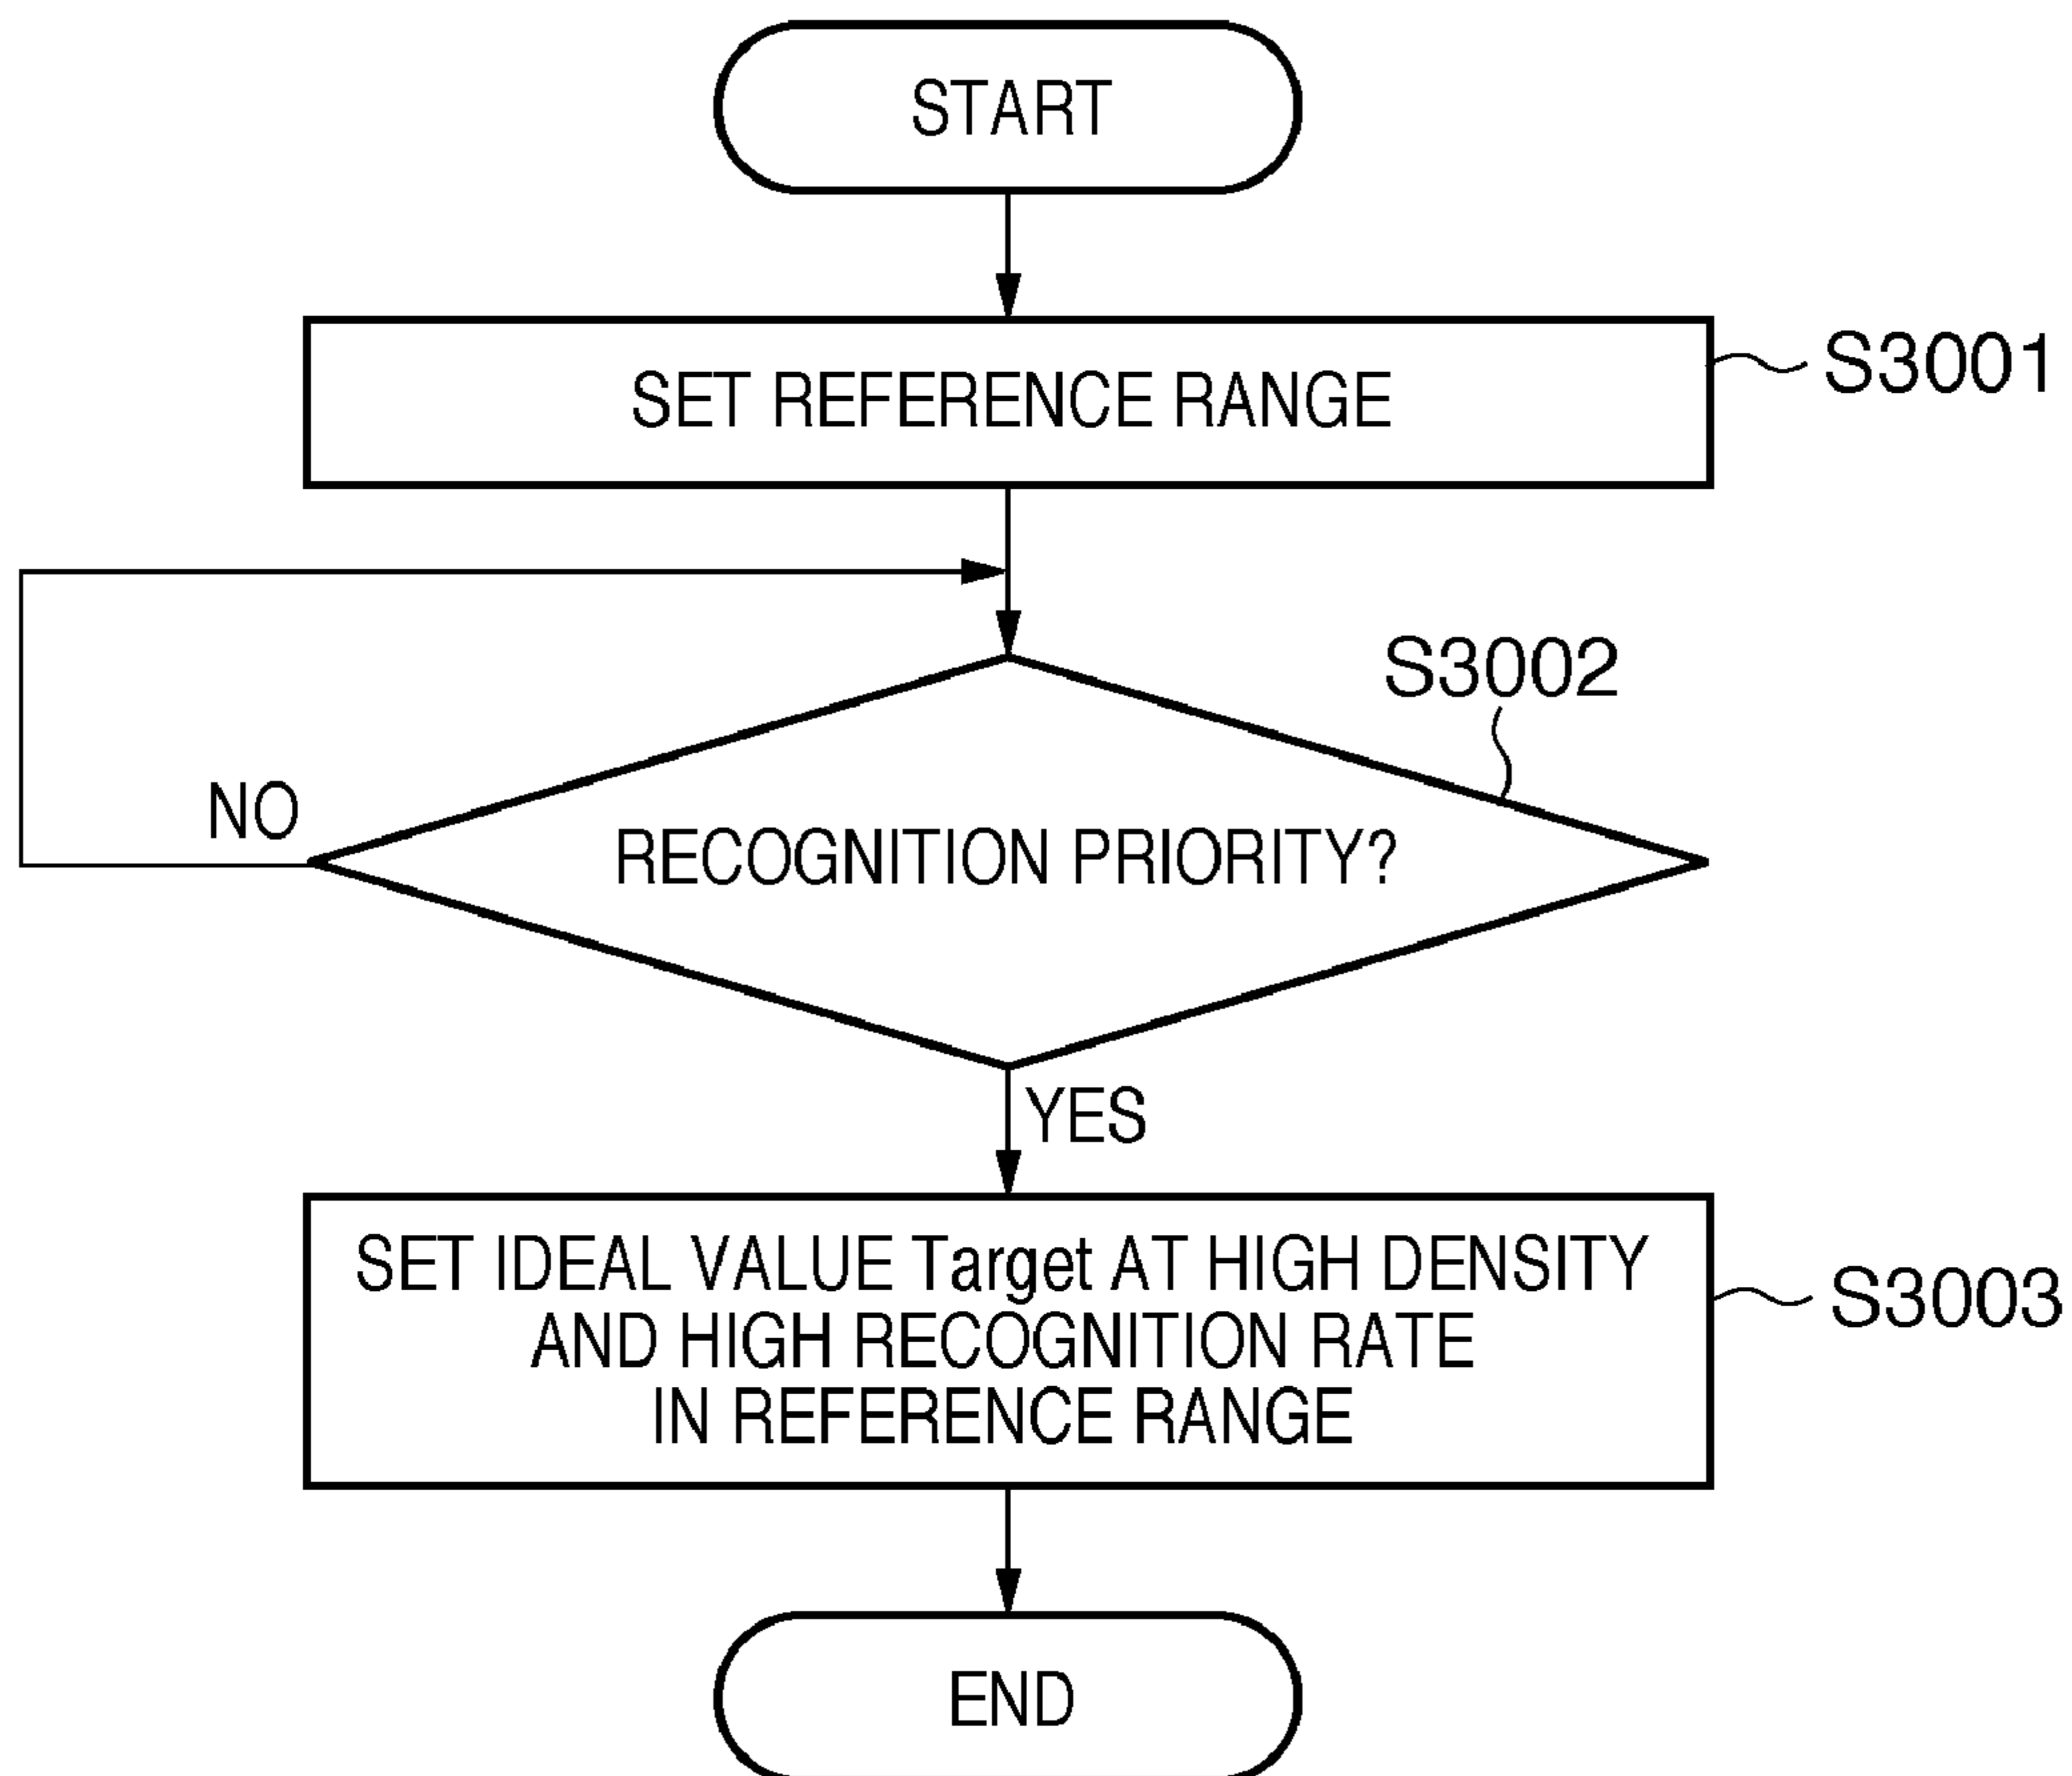 START
SET REFERENCE RANGE
S3001
S3002
NO
RECOGNITION PRIORITY?
YES
SET IDEAL VALUE Target AT HIGH DENSITY
AND HIGH RECOGNITION RATE
IN REFERENCE RANGE
S3003
END